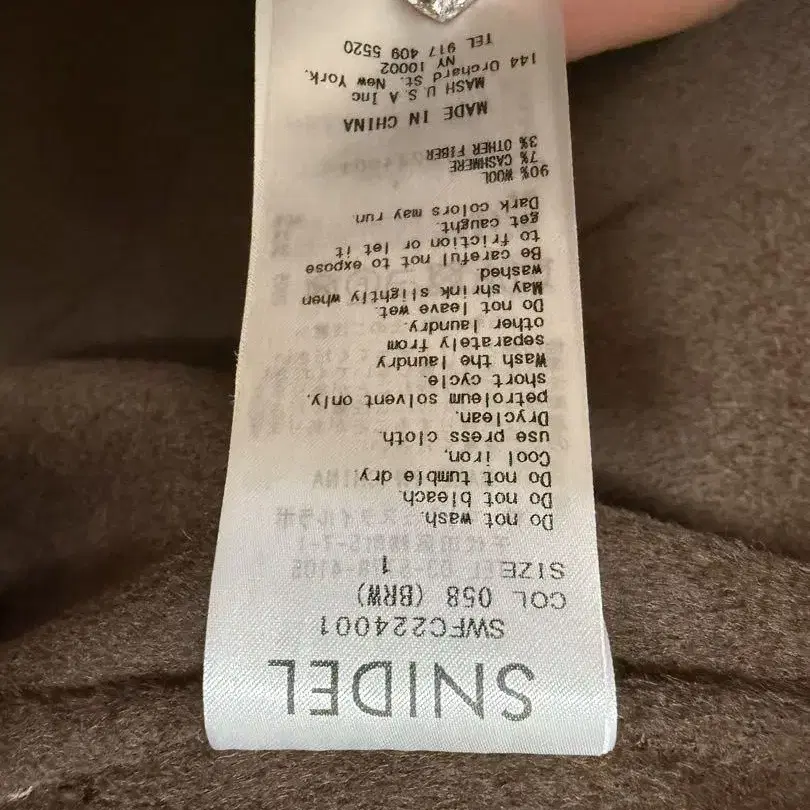 SNIDEL
SWFC224001
COL 058 (BRW)
SIZE 1
Do not wash.
Do not bleach.
Do not tumble dry
Cool iron,
use press cloth.
Dryclean.
petroleum solvent only.
short cycle.
Wash the laundry
separately from
other laundry.
Do not leave wet.
May shrink slightly when
washed.
Be careful not to expose
to friction or let it
get caught.
Dark colors may run.
90% WOOL
7% CASHMERE
3% OTHER FIBER
MADE IN CHINA
MASH U.S.A Inc
144 Orchard St. New York.
NY 10002
TEL 917 409 5520